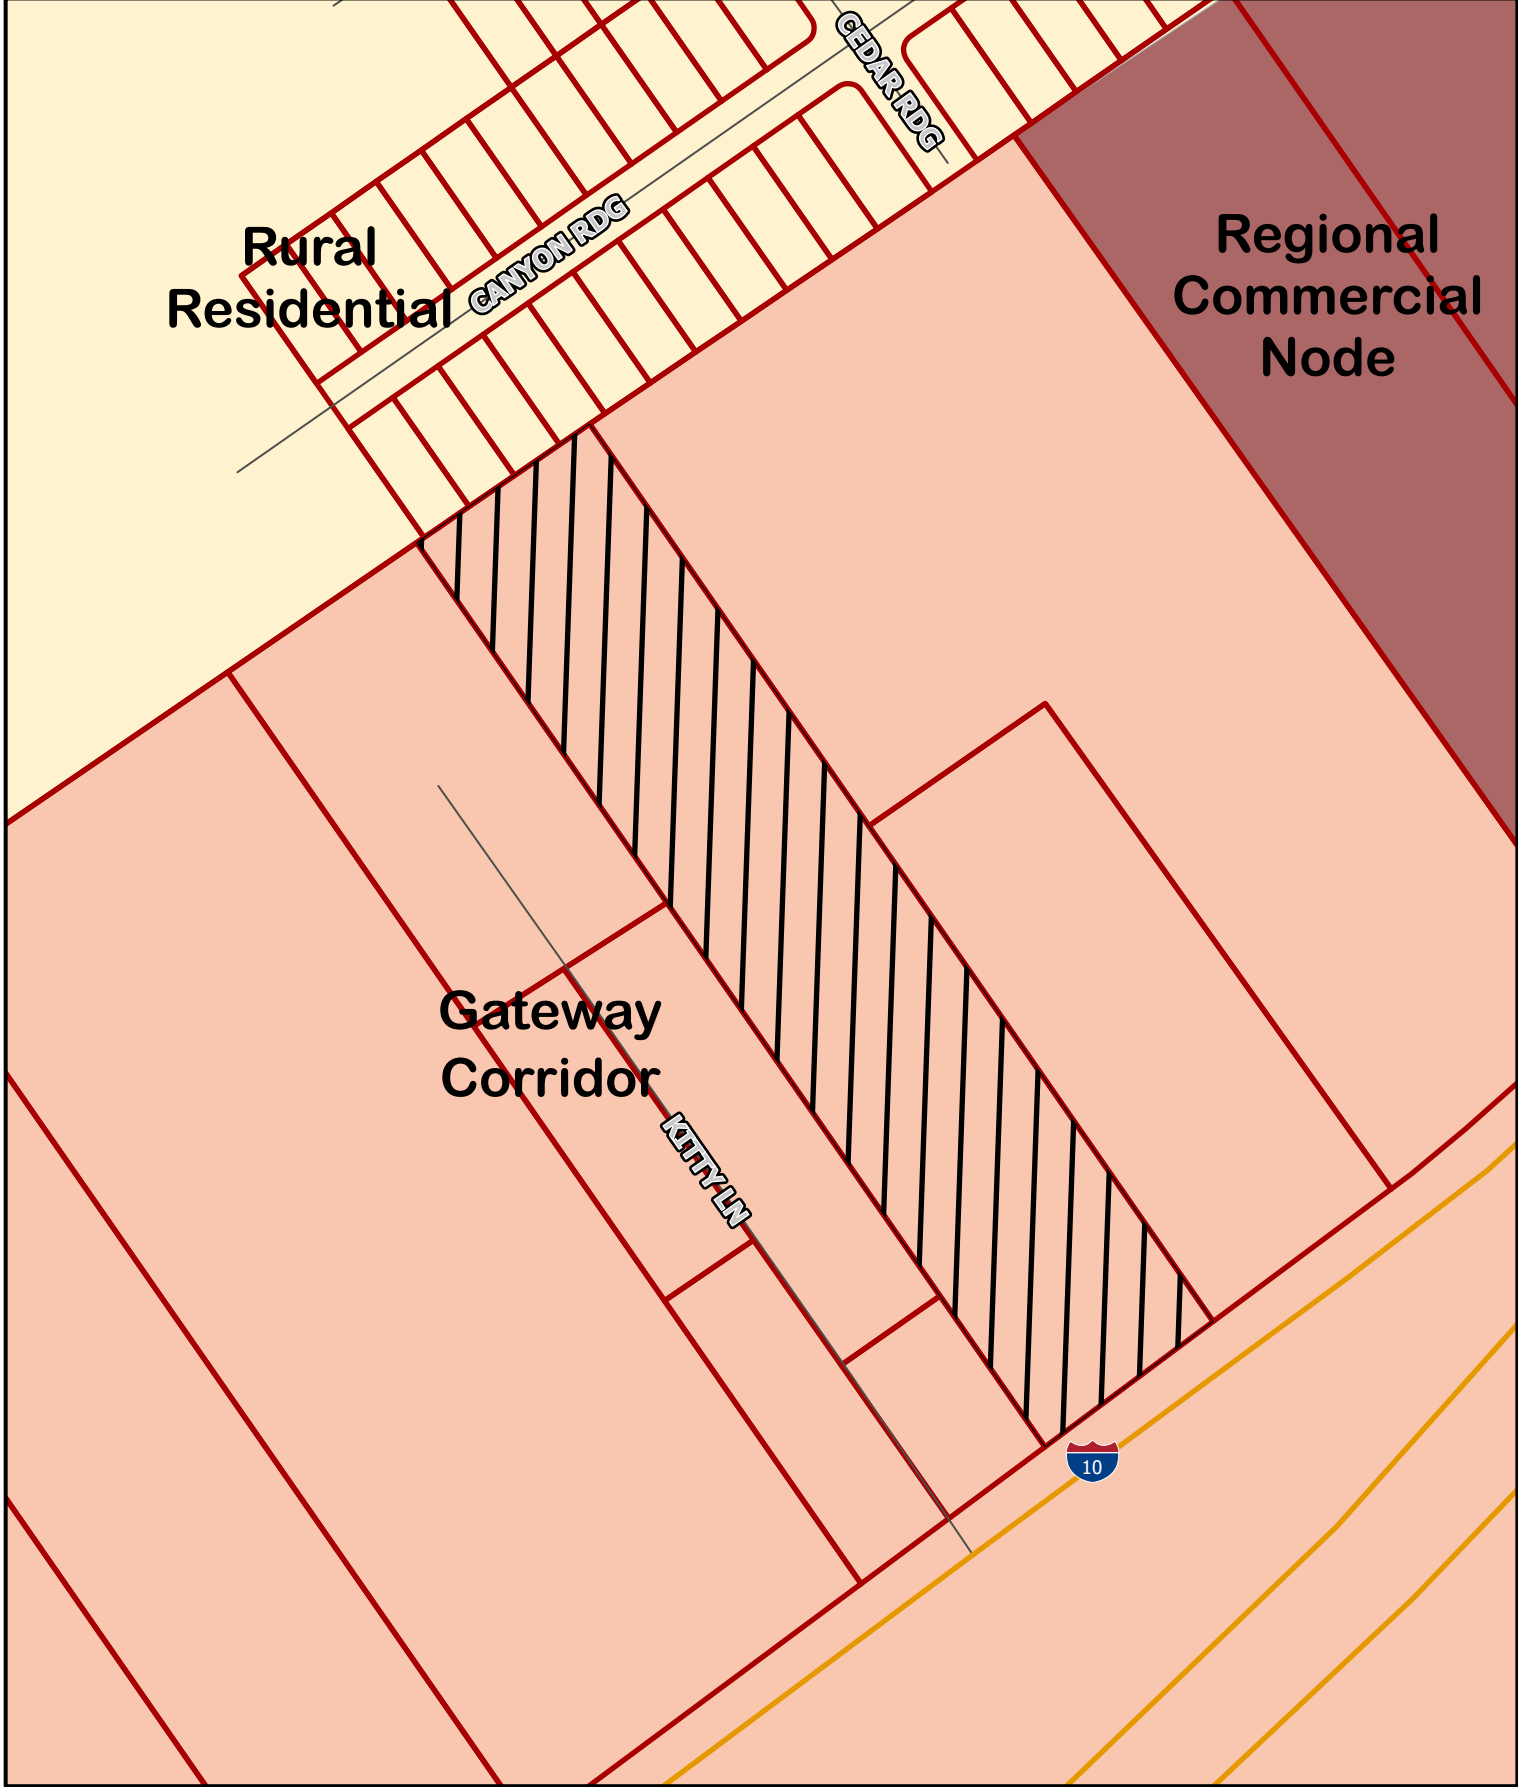 CEDAR RDG
CANYON RDG
Rural
Residential
Regional
Commercial
Node
Gateway
Corridor
KITTY LN
10